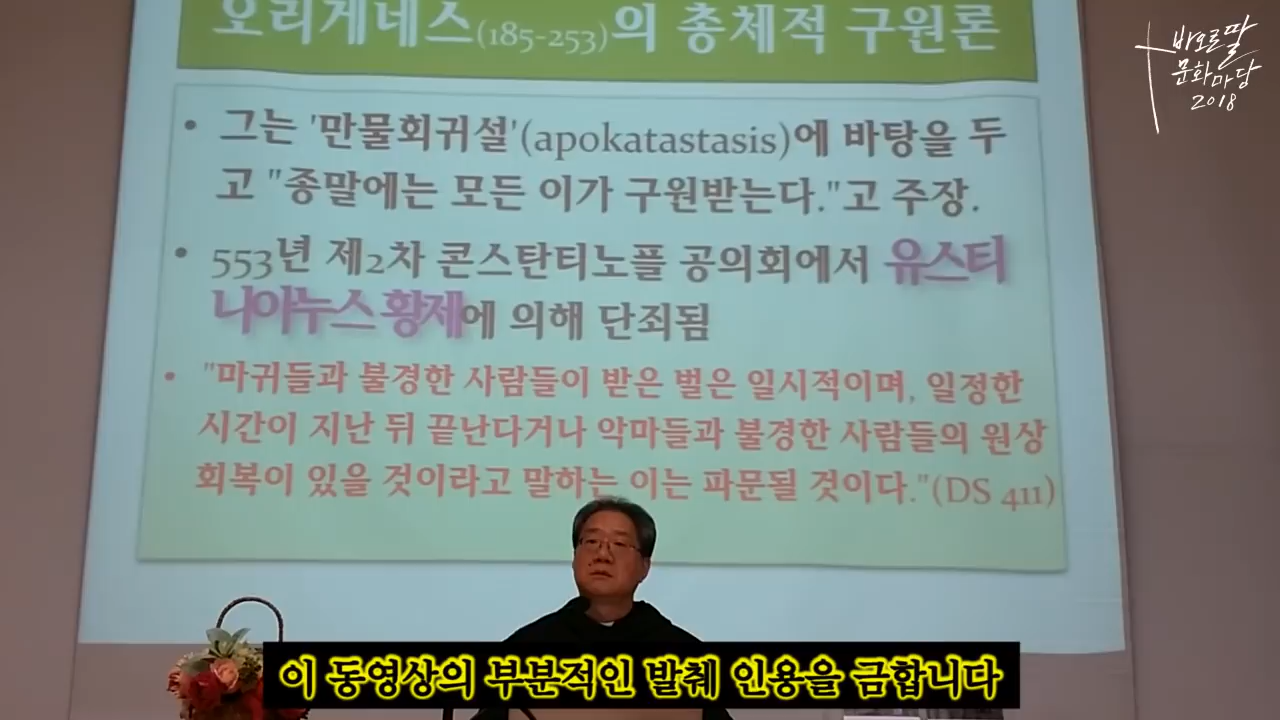 오리게네스(185-253)의 총체적 구원론
바오로딸
문화마당
2018
• 그는 '만물회귀설'(apokatastasis)에 바탕을 두
고 "종말에는 모든 이가 구원받는다."고 주장.
• 553년 제2차 콘스탄티노플 공의회에서 유스티
니아누스 황제에 의해 단죄됨
• "마귀들과 불경한 사람들이 받은 벌은 일시적이며, 일정한
시간이 지난 뒤 끝난다거나 악마들과 불경한 사람들의 원상
회복이 있을 것이라고 말하는 이는 파문될 것이다."(DS 411)
이 동영상의 부분적인 발췌 인용을 금합니다